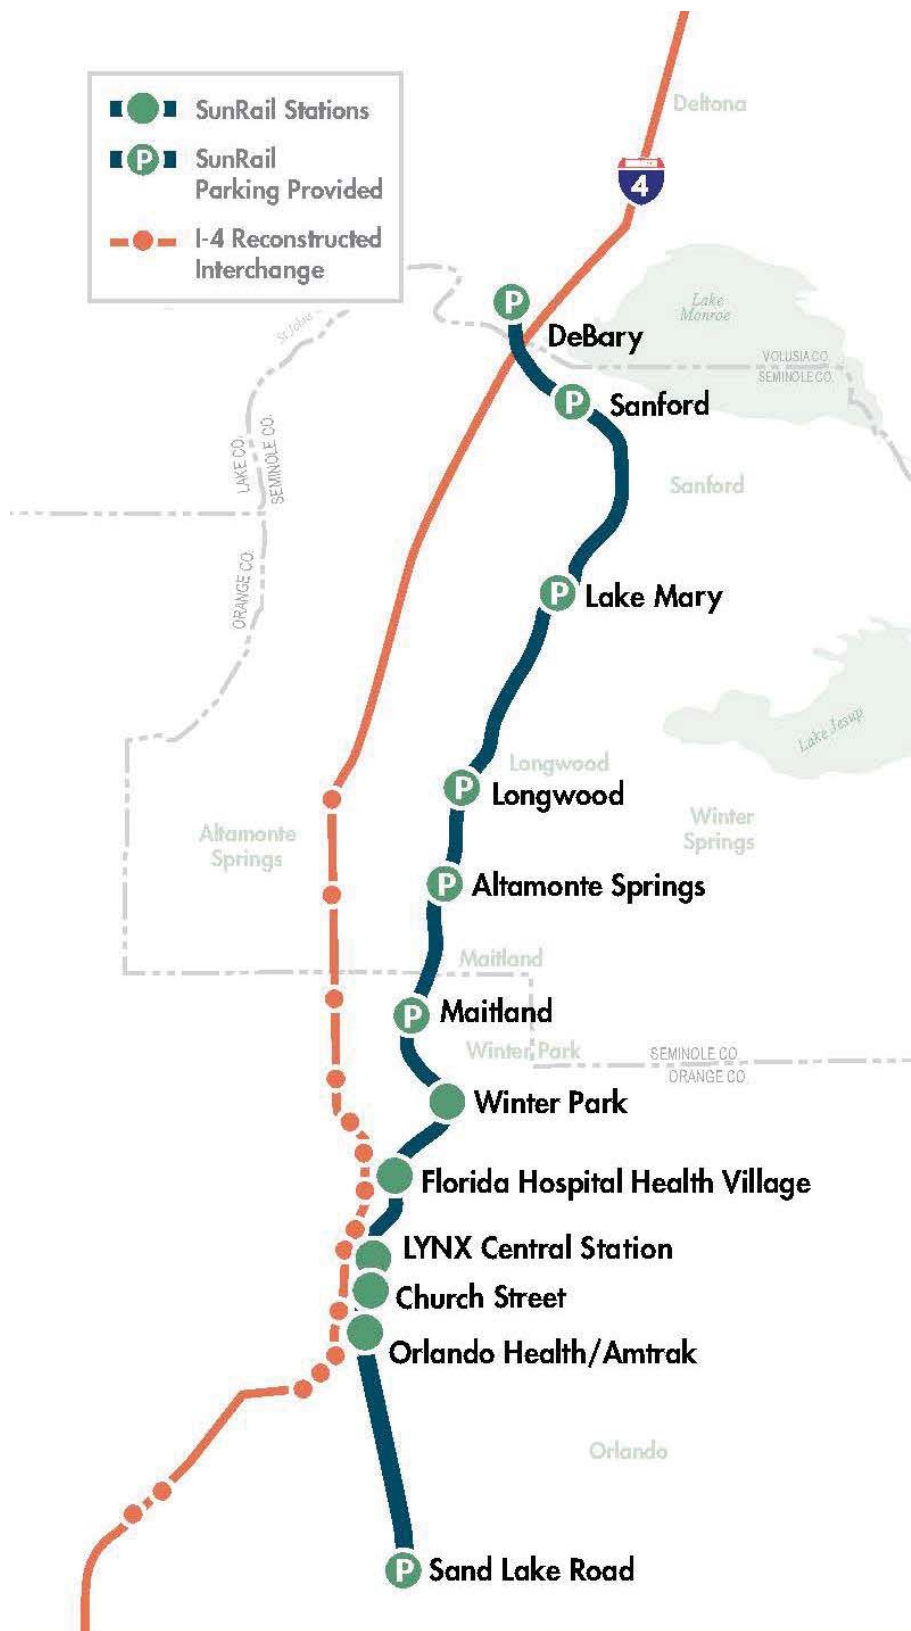 SunRail Stations
P
SunRail
Parking Provided
I-4 Reconstructed
Interchange
Deltona
4
St Johns
P
DeBary
Lake
Monroe
VOLUSIA CO.
SEMINOLE CO.
P
Sanford
LAKE CO.
SEMINOLE CO.
Sanford
ORANGE CO.
P
Lake Mary
Lake Jesup
Longwood
P
Longwood
Altamonte
Springs
Winter
Springs
P
Altamonte Springs
Maitland
P
Maitland
Winter Park
SEMINOLE CO.
ORANGE CO.
Winter Park
Florida Hospital Health Village
LYNX Central Station
Church Street
Orlando Health/Amtrak
Orlando
P
Sand Lake Road